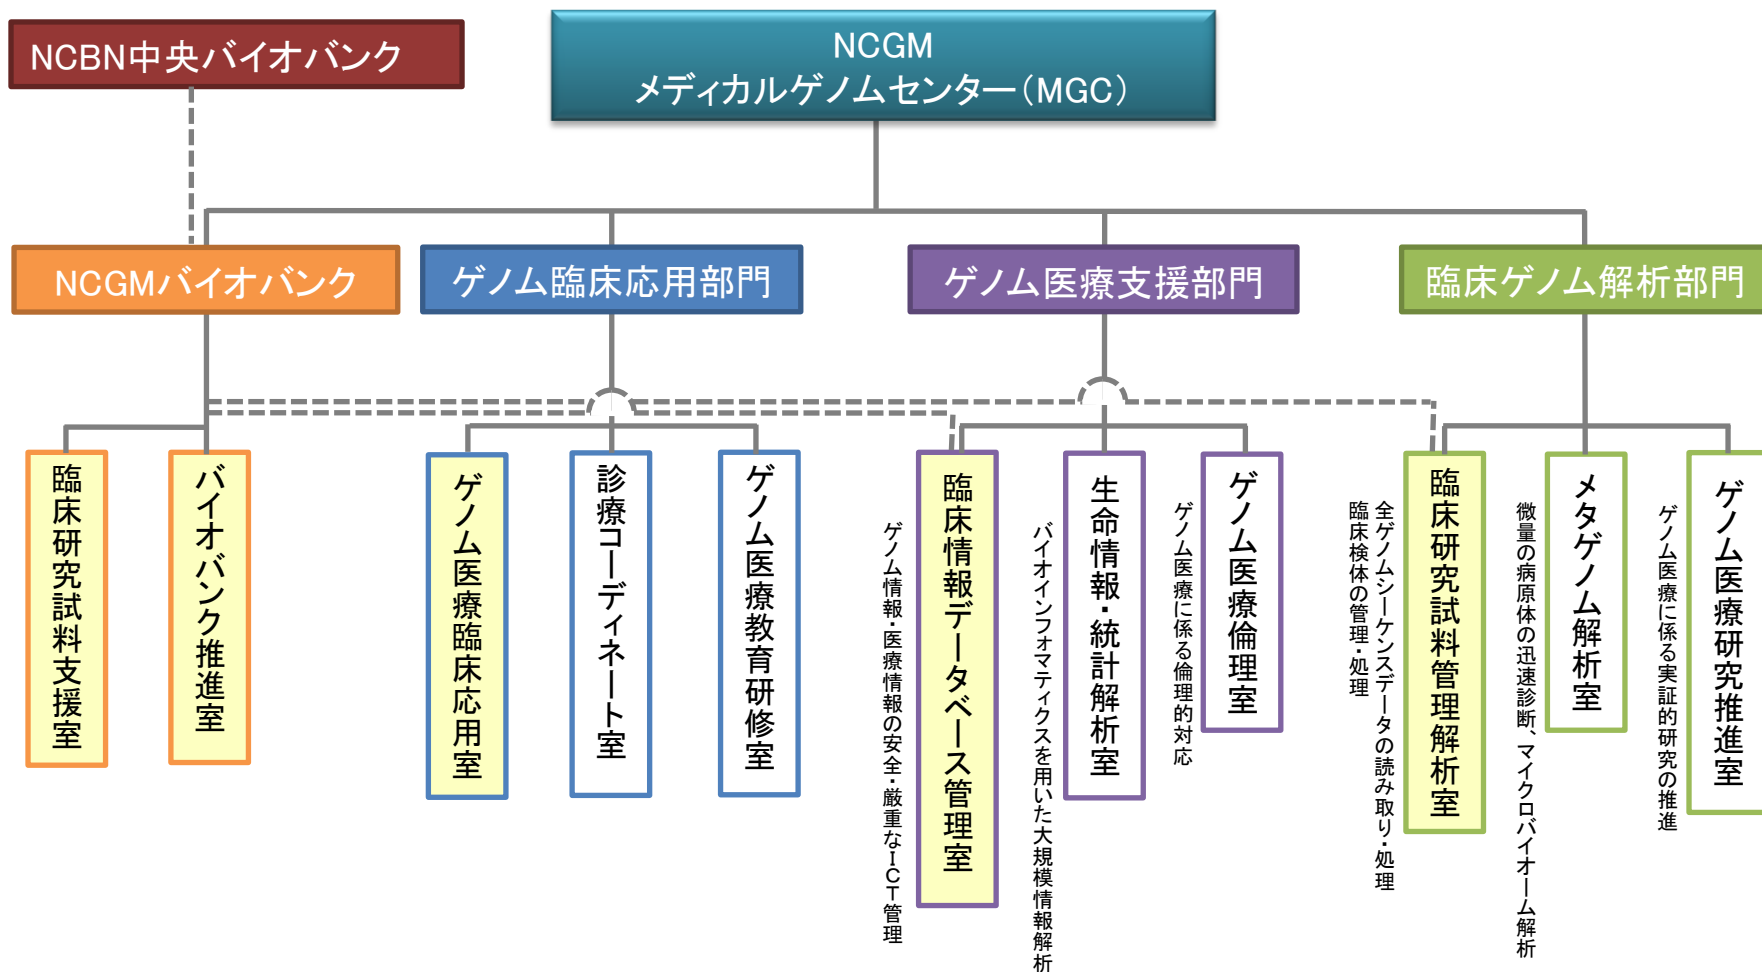 NCBN中央バイオバンク
NCGM
メディカルゲノムセンター（MGC）
NCGMバイオバンク
ゲノム臨床応用部門
ゲノム医療支援部門
臨床ゲノム解析部門
臨床研究試料支援室
バイオバンク推進室
ゲノム医療臨床応用室
診療コーディネート室
ゲノム医療教育研修室
臨床情報データベース管理室
ゲノム情報・医療情報の安全・厳重なICT管理
生命情報・統計解析室
バイオインフォマティクスを用いた大規模情報解析
ゲノム医療倫理室
ゲノム医療に係る倫理的対応
臨床研究試料管理解析室
全ゲノムシーケンスデータの読み取り・処理
臨床検体の管理・処理
メタゲノム解析室
微量の病原体の迅速診断、マイクロバイオーム解析
ゲノム医療研究推進室
ゲノム医療に係る実証的研究の推進